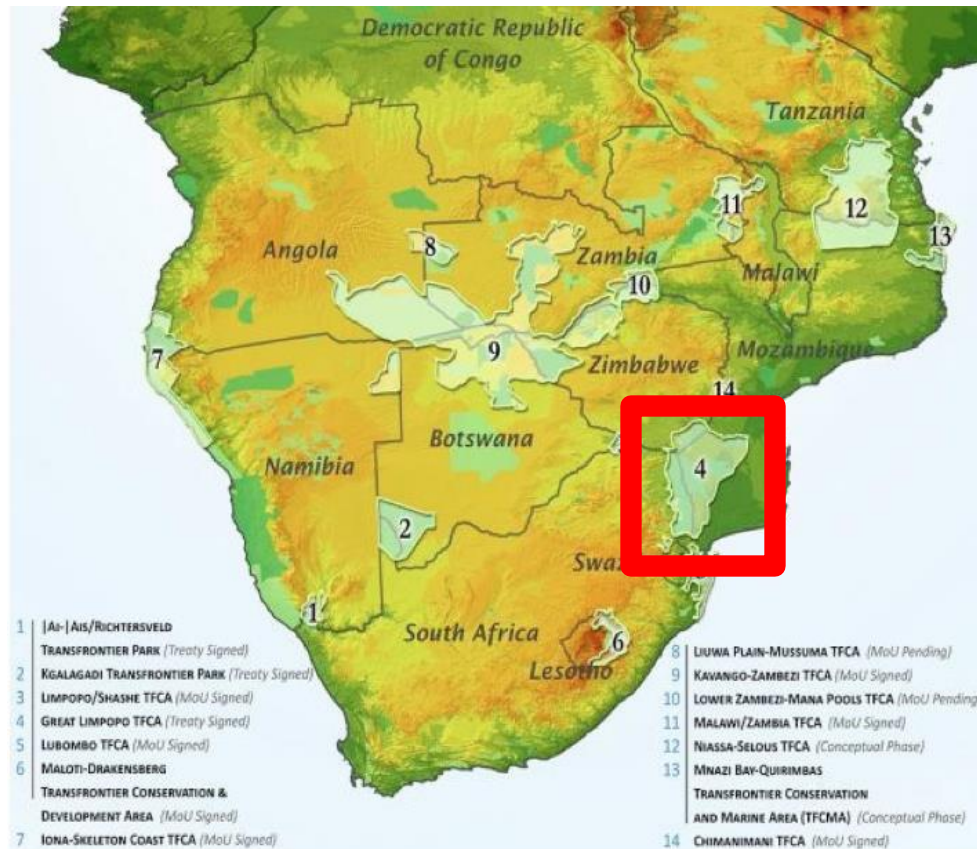 Democratic Republic
of Congo
Tanzania
11
12
13
8
Angola
Zambia
Malawi
10
7
9
Zimbabwe
Mozambique
14
Botswana
Namibia
4
2
Swaz
1
South Africa
6
Lesotho
1 |AI-|AIS/RICHTERSVELD
TRANSFRONTIER PARK (Treaty Signed)
2 KGALAGADI TRANSFRONTIER PARK (Treaty Signed)
3 LIMPOPO/SHASHE TFCA (MoU Signed)
4 GREAT LIMPOPO TFCA (Treaty Signed)
5 LUBOMBO TFCA (MoU Signed)
6 MALOTI-DRAKENSBERG
TRANSFRONTIER CONSERVATION &
DEVELOPMENT AREA (MoU Signed)
7 IONA-SKELETON COAST TFCA (MoU Signed)
8 LIUWA PLAIN-MUSSUMA TFCA (MoU Pending)
9 KAVANGO-ZAMBEZI TFCA (MoU Signed)
10 LOWER ZAMBEZI-MANA POOLS TFCA (MoU Pending
11 MALAWI/ZAMBIA TFCA (MoU Signed)
12 NIASSA-SELOUS TFCA (Conceptual Phase)
13 MNAZI BAY-QUIRIMBAS
TRANSFRONTIER CONSERVATION
AND MARINE AREA (TFCMA) (Conceptual Phase)
14 CHIMANIMANI TFCA (MoU Signed)